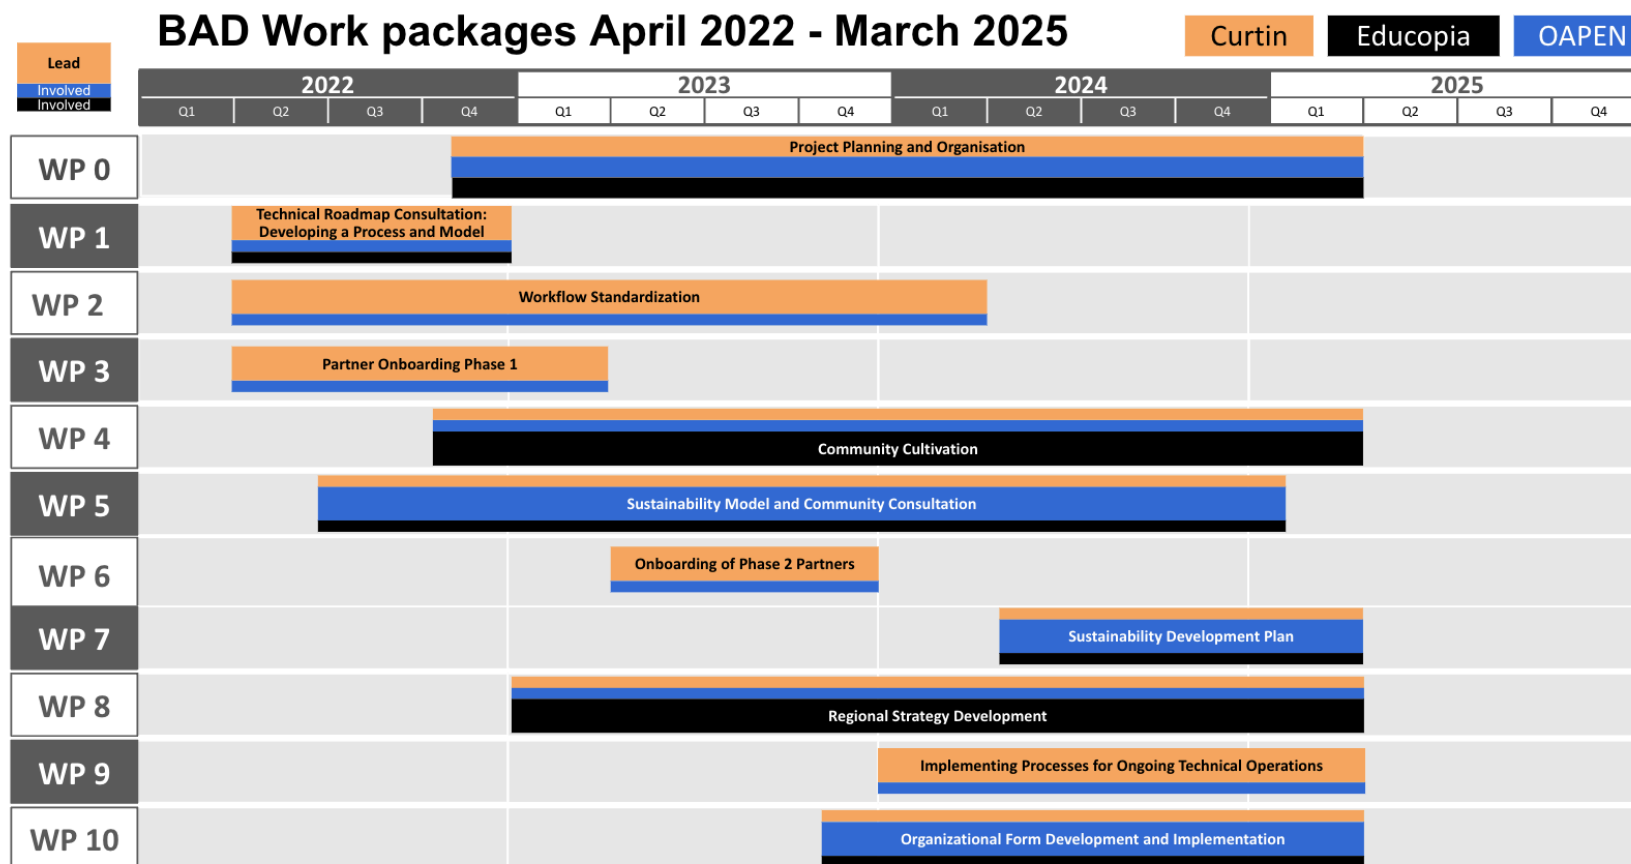 BAD Work packages April 2022 - March 2025
Curtin
Educopia
OAPEN
Lead
Involved
Involved
2022
2023
2024
2025
Q1 Q2 Q3 Q4 Q1 Q2 Q3 Q4 Q1 Q2 Q3 Q4 Q1 Q2 Q3 Q4
WP 0
Project Planning and Organisation
WP 1
Technical Roadmap Consultation:
Developing a Process and Model
WP 2
Workflow Standardization
WP 3
Partner Onboarding Phase 1
WP 4
Community Cultivation
WP 5
Sustainability Model and Community Consultation
WP 6
Onboarding of Phase 2 Partners
WP 7
Sustainability Development Plan
WP 8
Regional Strategy Development
WP 9
Implementing Processes for Ongoing Technical Operations
WP 10
Organizational Form Development and Implementation